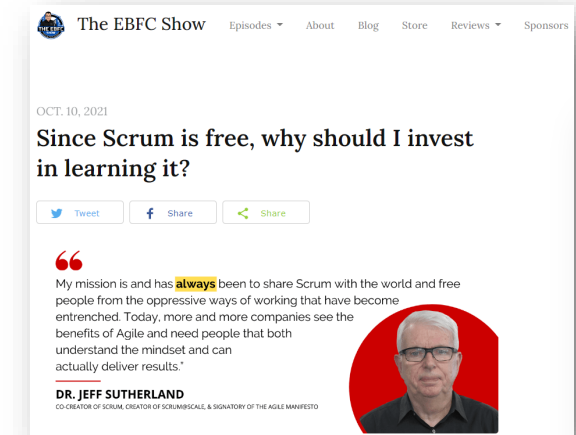 THE EBFC
SHOW
The EBFC Show
Episodes
About
Blog
Store
Reviews
Sponsors
OCT. 10, 2021
Since Scrum is free, why should I invest
in learning it?
Tweet
Share
Share
“
My mission is and has always been to share Scrum with the world and free
people from the oppressive ways of working that have become
entrenched. Today, more and more companies see the
benefits of Agile and need people that both
understand the mindset and can
actually deliver results."
DR. JEFF SUTHERLAND
CO-CREATOR OF SCRUM, CREATOR OF SCRUM@SCALE, & SIGNATORY OF THE AGILE MANIFESTO